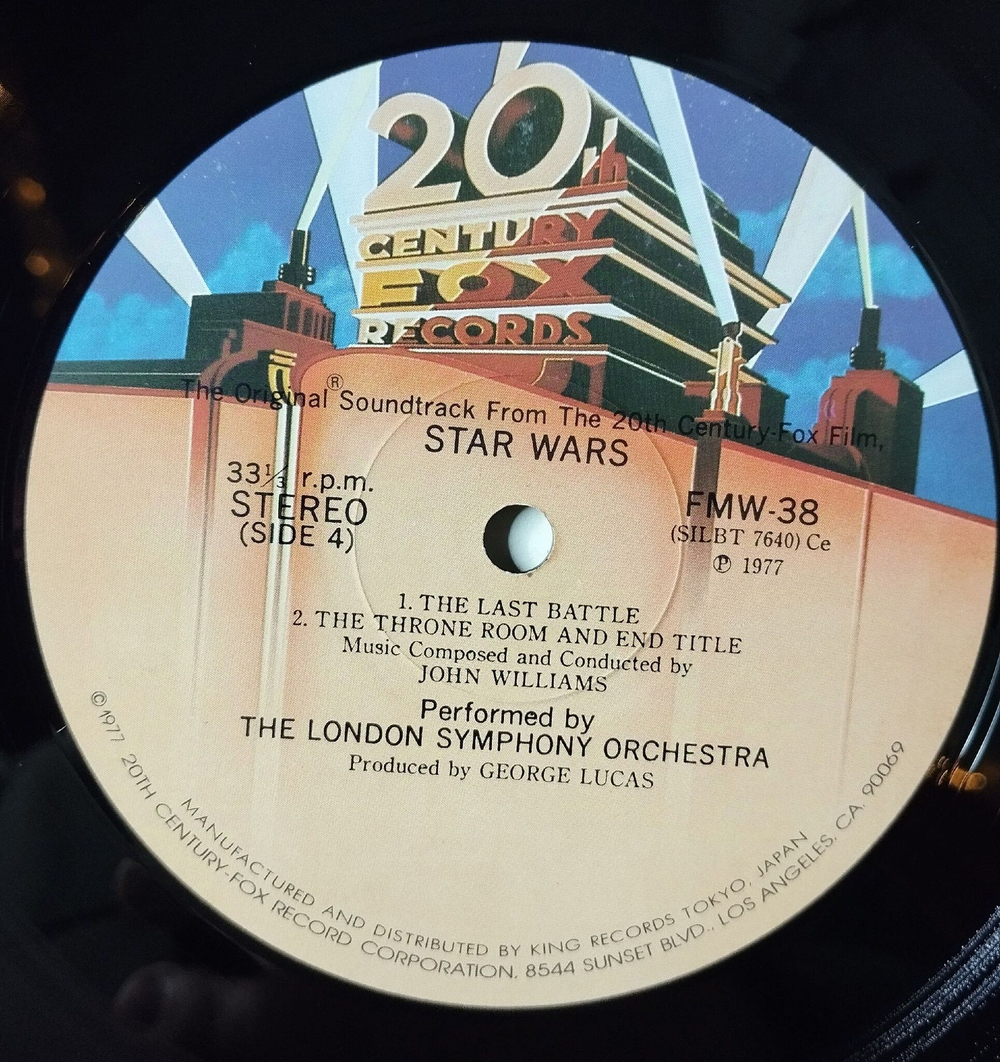 20th
CENTURY
FOX
RECORDS
®
The Original Soundtrack From The 20th Century-Fox Film,
STAR WARS
33⅓ r.p.m.
STEREO
(SIDE 4)
FMW-38
(SILBT 7640) Ce
℗ 1977
1. THE LAST BATTLE
2. THE THRONE ROOM AND END TITLE
Music Composed and Conducted by
JOHN WILLIAMS
Performed by
THE LONDON SYMPHONY ORCHESTRA
Produced by GEORGE LUCAS
MANUFACTURED AND DISTRIBUTED BY KING RECORDS TOKYO, JAPAN
©1977 20TH CENTURY-FOX RECORD CORPORATION, 8544 SUNSET BLVD., LOS ANGELES, CA. 90069